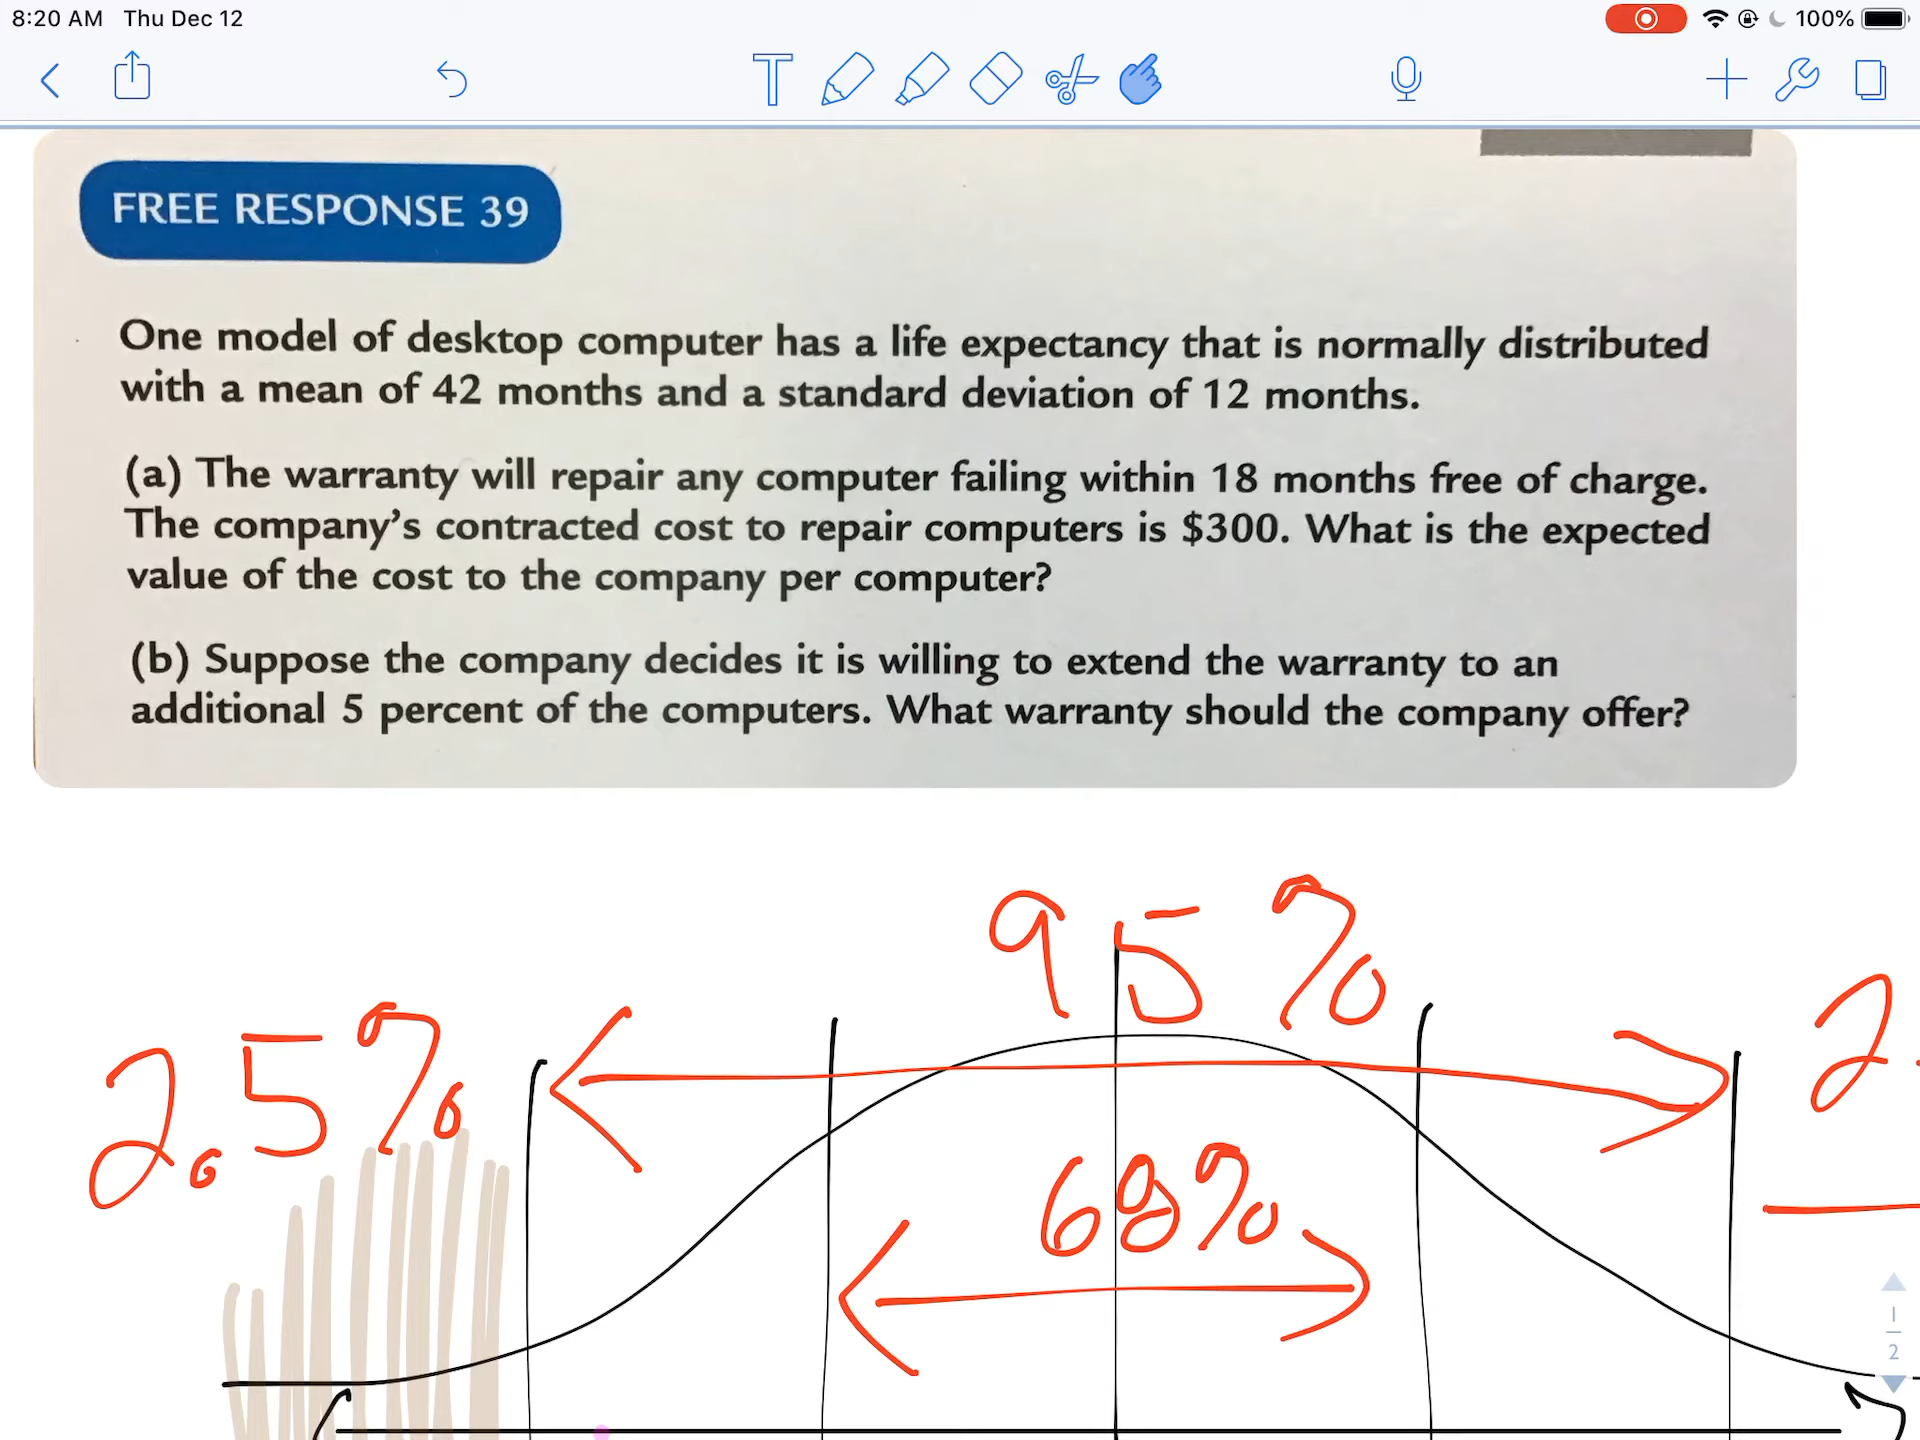 8:20 AM Thu Dec 12
100%
T
FREE RESPONSE 39
One model of desktop computer has a life expectancy that is normally distributed
with a mean of 42 months and a standard deviation of 12 months.
(a) The warranty will repair any computer failing within 18 months free of charge.
The company's contracted cost to repair computers is $300. What is the expected
value of the cost to the company per computer?
(b) Suppose the company decides it is willing to extend the warranty to an
additional 5 percent of the computers. What warranty should the company offer?
95%
2.5%
2.
68%
1
2